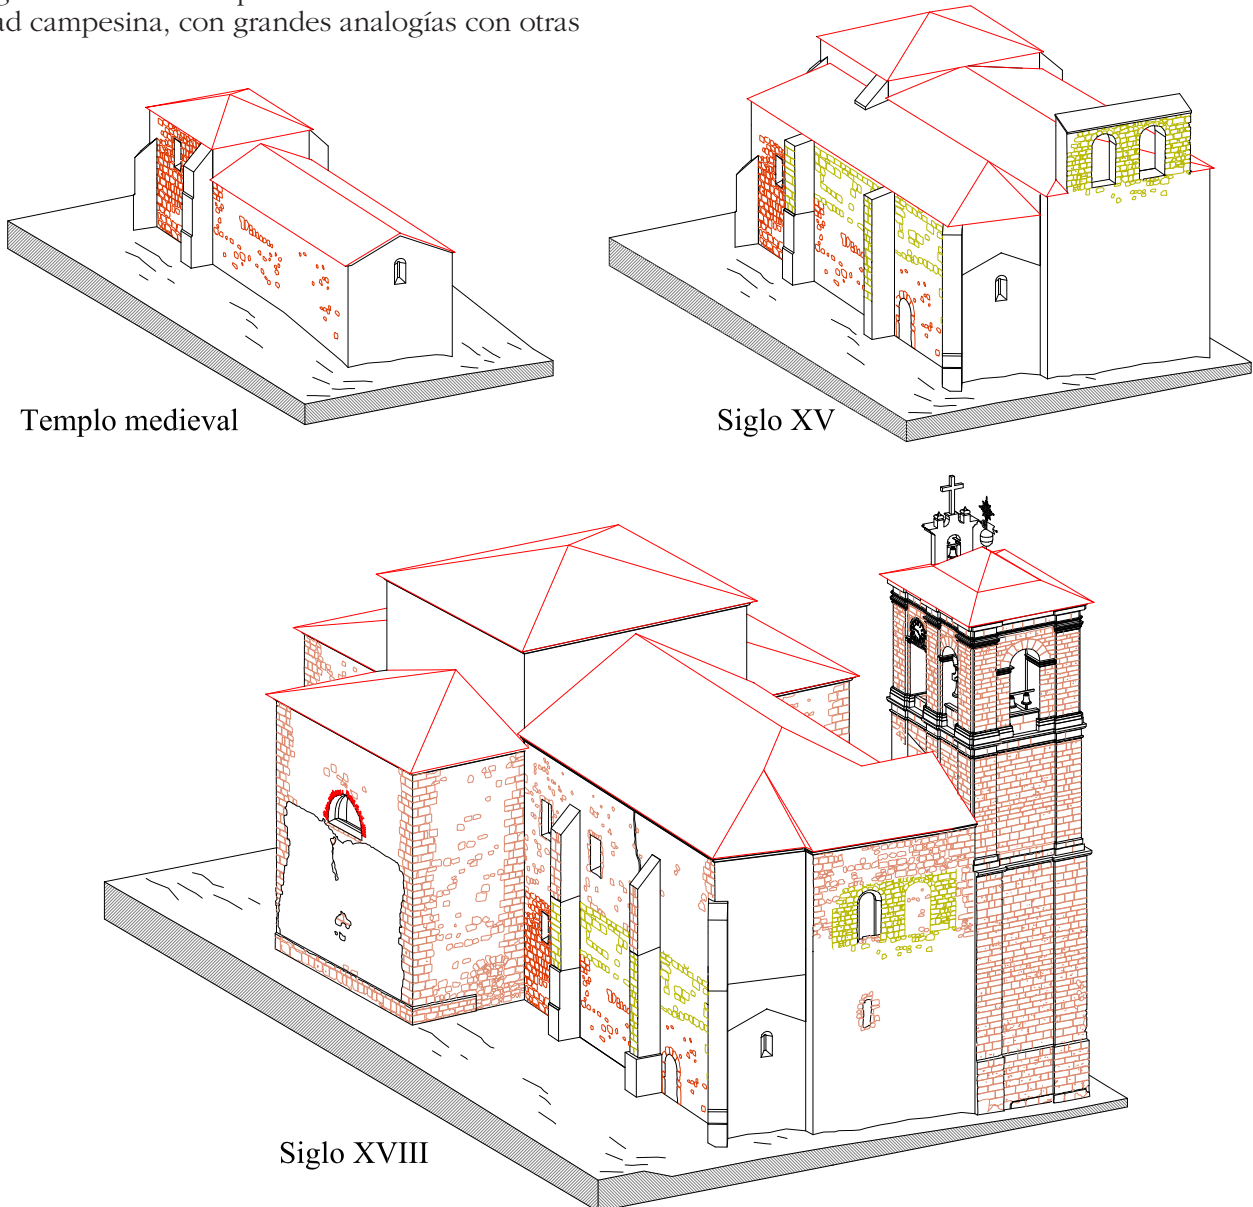 ad campesina, con grandes analogías con otras
Templo medieval
Siglo XV
Siglo XVIII